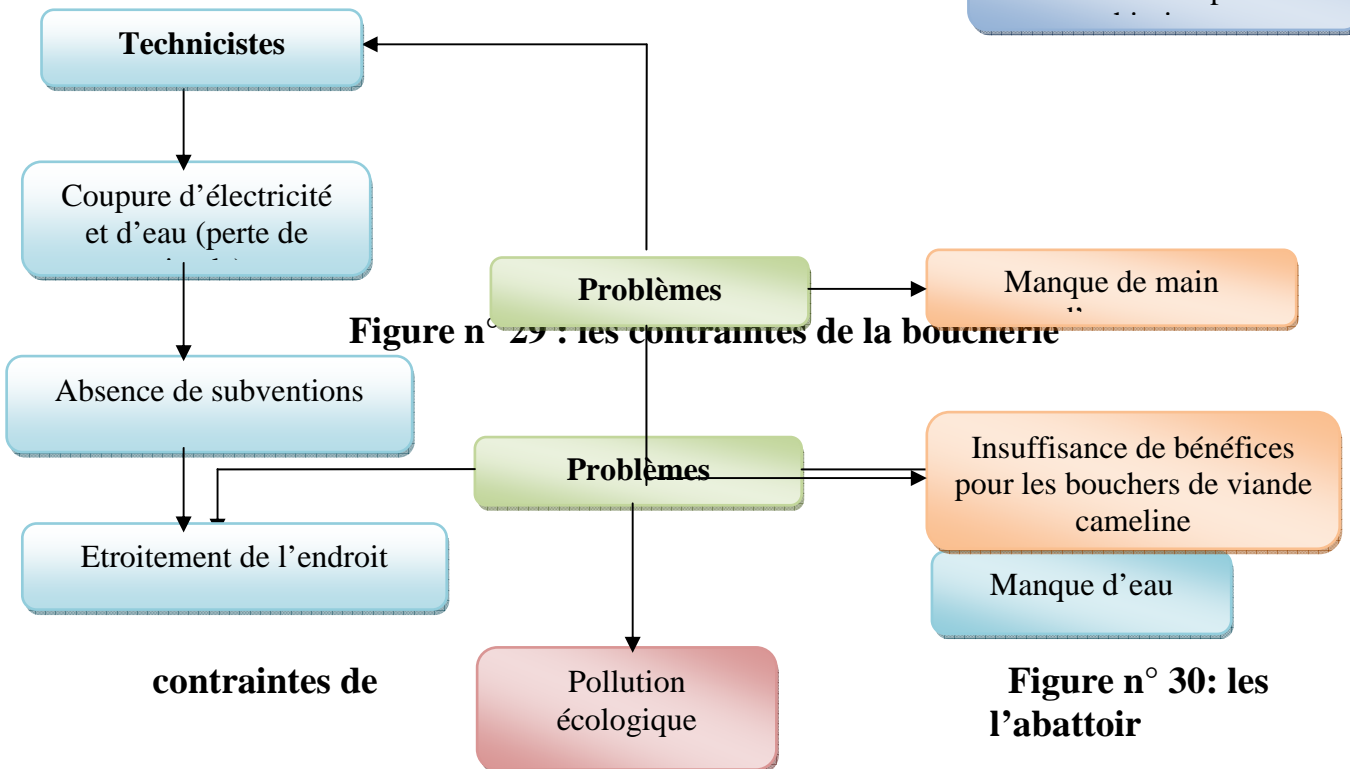 Technicistes
Coupure d’électricité
et d’eau (perte de
Problèmes
Manque de main
Figure n° 29 : les contraintes de la boucherie
Absence de subventions
Problèmes
Insuffisance de bénéfices
pour les bouchers de viande
cameline
Etroitement de l’endroit
Manque d’eau
Pollution
écologique
contraintes de
Figure n° 30: les
l’abattoir